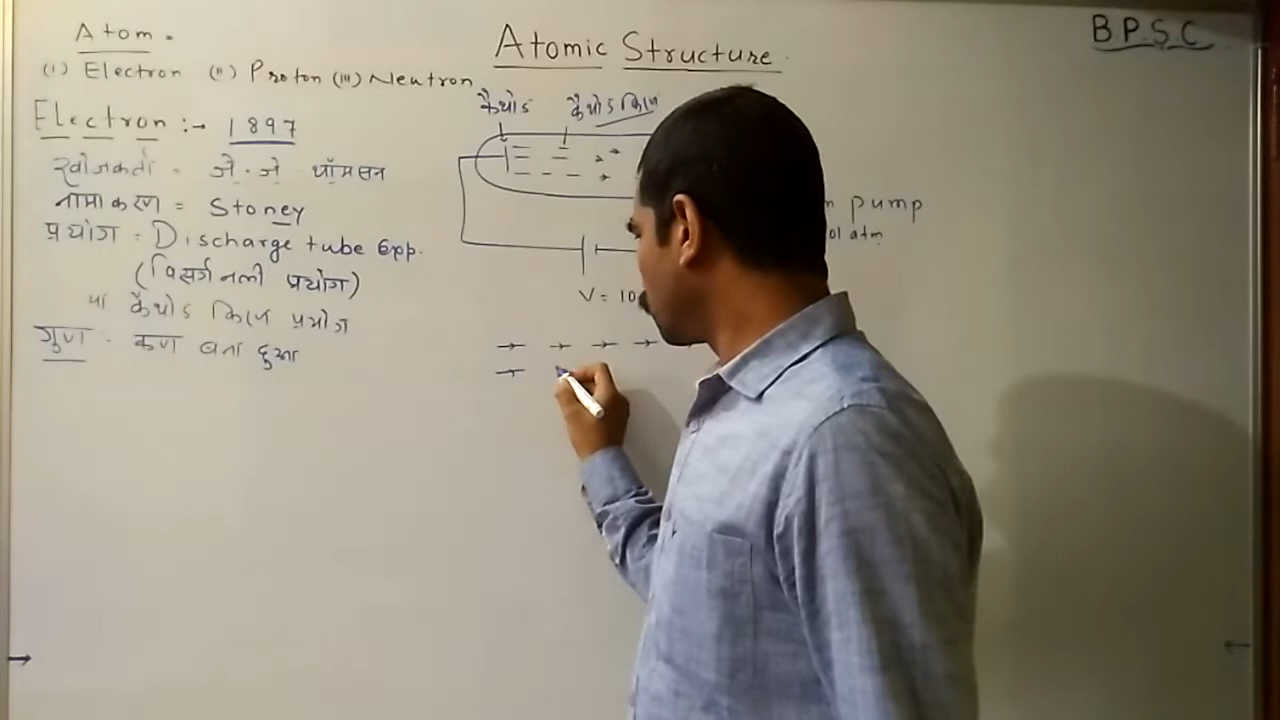 Atom.
Atomic Structure
B.P.S.C
(i) Electron (ii) Proton (iii) Neutron
Electron :→ 1897
खोजकर्ता = जे. जे थॉमसन
नामाकरण = Stoney
प्रयोग = Discharge tube Exp.
(विसर्ग नली प्रयोग)
या कैथोड किरण प्रयोग
गुण - कण बना हुआ
कैथोड कैथोड किरण
pump
01 atm
V = 10